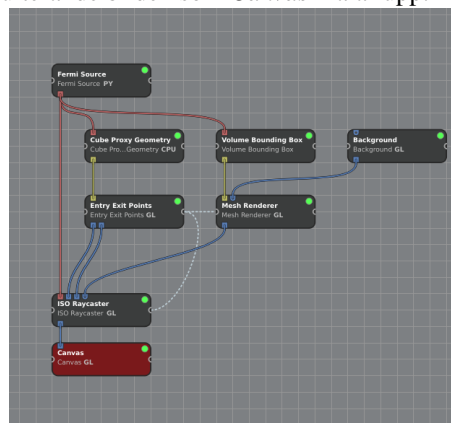 Fermi Source
Fermi Source PY
Cube Proxy Geometry
Cube Pro...Geometry CPU
Volume Bounding Box
Volume Bounding Box
Background
Background GL
Entry Exit Points
Entry Exit Points GL
Mesh Renderer
Mesh Renderer GL
ISO Raycaster
ISO Raycaster GL
Canvas
Canvas GL